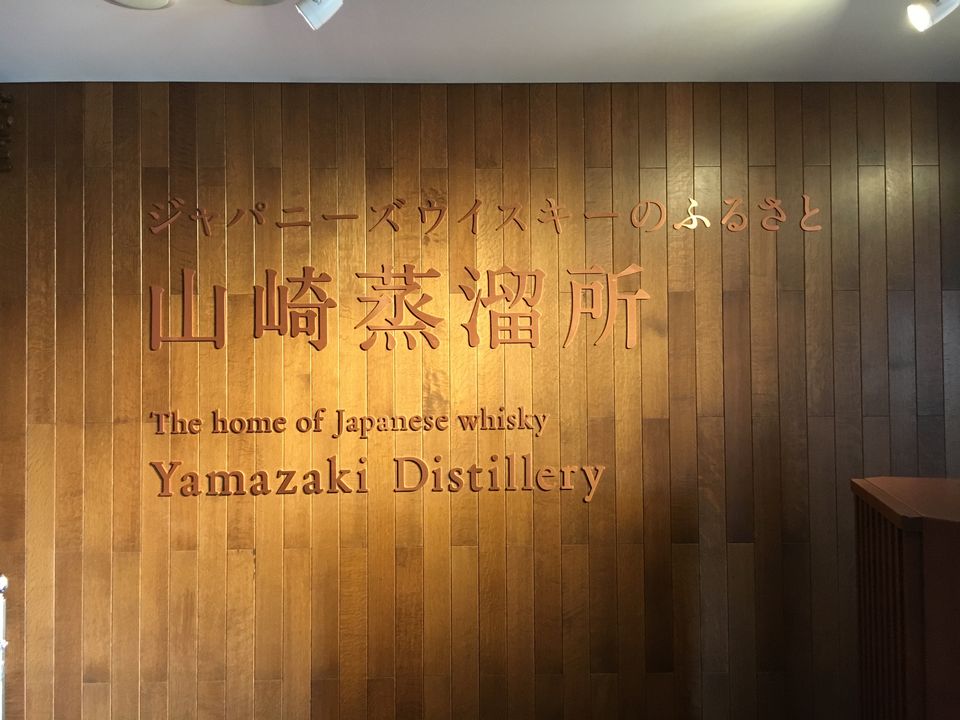 ジャパニーズウイスキーのふるさと
山崎蒸溜所
The home of Japanese whisky
Yamazaki Distillery